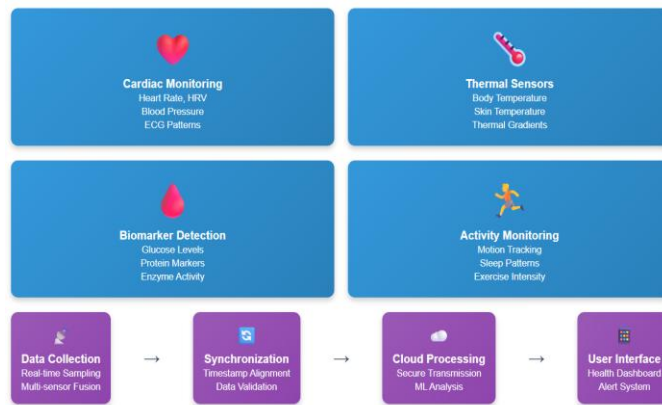 Cardiac Monitoring
Heart Rate, HRV
Blood Pressure
ECG Patterns
Thermal Sensors
Body Temperature
Skin Temperature
Thermal Gradients
Biomarker Detection
Glucose Levels
Protein Markers
Enzyme Activity
Activity Monitoring
Motion Tracking
Sleep Patterns
Exercise Intensity
Data Collection
Real-time Sampling
Multi-sensor Fusion
→
Synchronization
Timestamp Alignment
Data Validation
→
Cloud Processing
Secure Transmission
ML Analysis
→
User Interface
Health Dashboard
Alert System